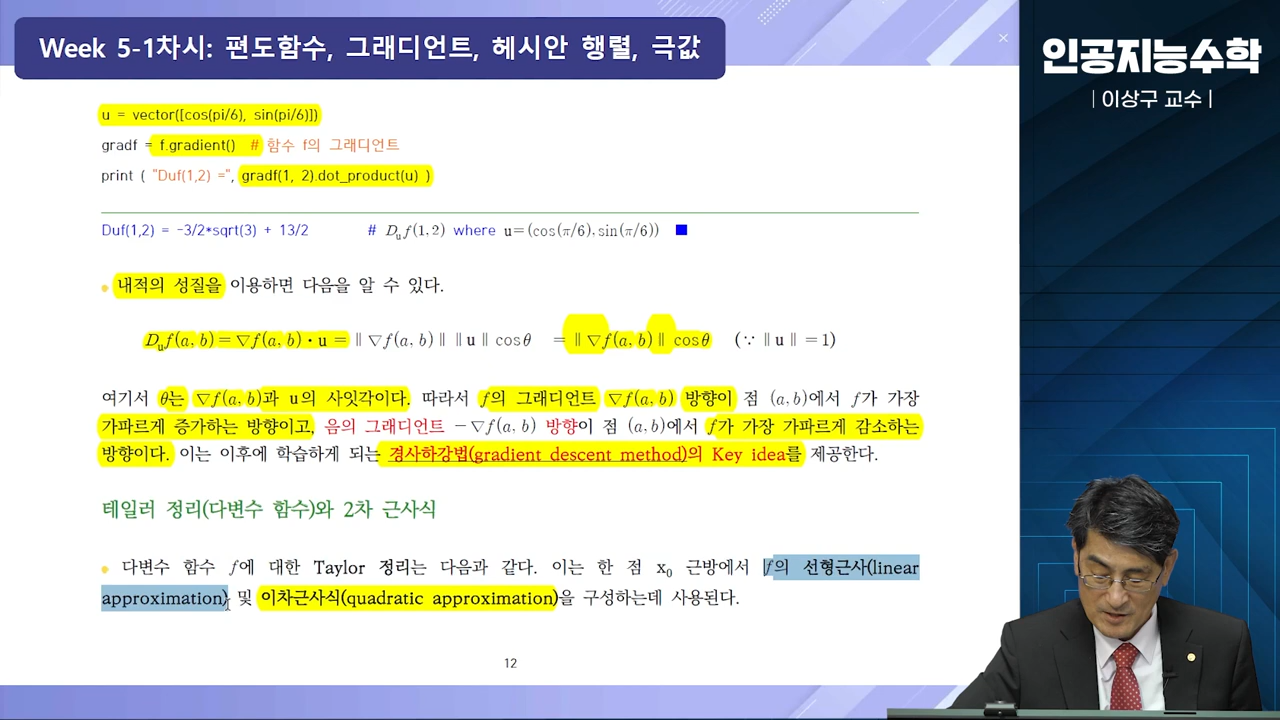 Week 5-1차시: 편도함수, 그래디언트, 헤시안 행렬, 극값
인공지능수학
| 이상구 교수 |
u = vector([cos(pi/6), sin(pi/6)])
gradf = f.gradient() # 함수 f의 그래디언트
print ( "Duf(1,2) =", gradf(1, 2).dot_product(u) )
Duf(1,2) = -3/2*sqrt(3) + 13/2 # D_u f(1,2) where u=(cos(π/6), sin(π/6)) ■
• 내적의 성질을 이용하면 다음을 알 수 있다.
D_u f(a, b) = ▽f(a, b) • u = ∥▽f(a, b)∥∥u∥cosθ = ∥▽f(a, b)∥cosθ (∵∥u∥=1)
여기서 θ는 ▽f(a, b)과 u의 사잇각이다. 따라서 f의 그래디언트 ▽f(a, b) 방향이 점 (a, b)에서 f가 가장
가파르게 증가하는 방향이고, 음의 그래디언트 −▽f(a, b) 방향이 점 (a, b)에서 f가 가장 가파르게 감소하는
방향이다. 이는 이후에 학습하게 되는 경사하강법(gradient descent method)의 Key idea를 제공한다.
테일러 정리(다변수 함수)와 2차 근사식
• 다변수 함수 f에 대한 Taylor 정리는 다음과 같다. 이는 한 점 x₀ 근방에서 f의 선형근사(linear
approximation) 및 이차근사식(quadratic approximation)을 구성하는데 사용된다.
12